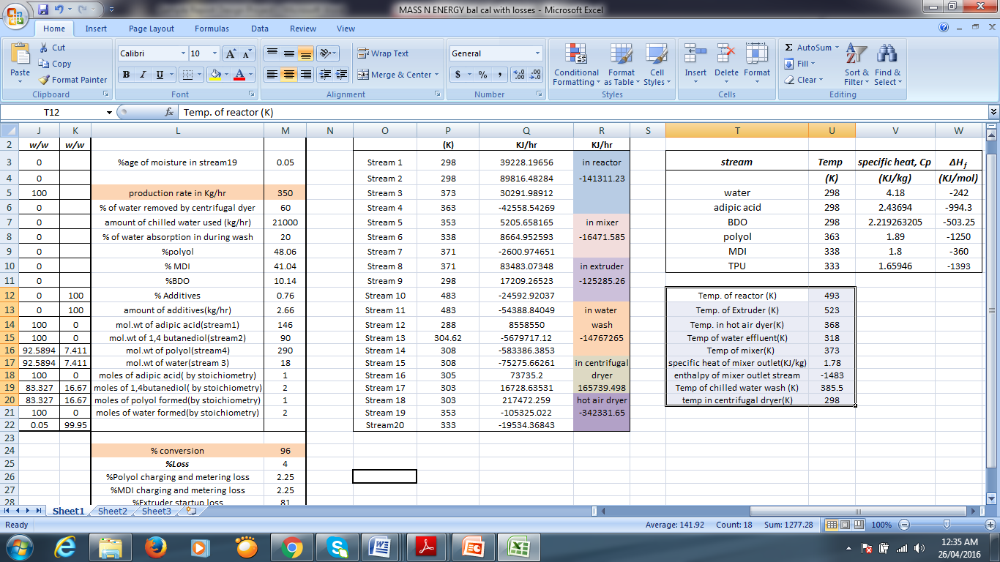 MASS N ENERGY bal cal with losses - Microsoft Excel
Home Insert Page Layout Formulas Data Review View
Paste Cut Copy Format Painter Clipboard
Calibri 10 A A B I U A Font
Wrap Text Merge & Center Alignment
General $ % , .0 .00 .00 .0 Number
Conditional Formatting Format as Table Cell Styles Styles
Insert Delete Format Cells
Σ AutoSum Fill Clear Sort & Filter Find & Select Editing
T12 fx Temp. of reactor (K)
J K L M N O P Q R S T U V W
2 w/w w/w (K) KJ/hr KJ/hr
3 0 %age of moisture in stream19 0.05 Stream 1 298 39228.19656 in reactor stream Temp specific heat, Cp ΔHf
4 0 Stream 2 298 89816.48284 -141311.23 (K) (KJ/kg) (KJ/mol)
5 100 production rate in Kg/hr 350 Stream 3 373 30291.98912 water 298 4.18 -242
6 0 % of water removed by centrifugal dyer 60 Stream 4 363 -42558.54269 adipic acid 298 2.43694 -994.3
7 0 amount of chilled water used (kg/hr) 21000 Stream 5 353 5205.658165 in mixer BDO 298 2.219263205 -503.25
8 0 % of water absorption in during wash 20 Stream 6 338 8664.952593 -16471.585 polyol 363 1.89 -1250
9 0 %polyol 48.06 Stream 7 371 -2600.974651 MDI 338 1.8 -360
10 0 % MDI 41.04 Stream 8 371 83483.07348 in extruder TPU 333 1.65946 -1393
11 0 %BDO 10.14 Stream 9 298 17209.26523 -125285.26
12 0 100 % Additives 0.76 Stream 10 483 -24592.92037 Temp. of reactor (K) 493
13 0 100 amount of additives(kg/hr) 2.66 Stream 11 483 -54388.84049 in water Temp. of Extruder (K) 523
14 100 0 mol.wt of adipic acid(stream1) 146 Stream 12 288 8558550 wash Temp. in hot air dyer(K) 368
15 100 0 mol.wt of 1,4 butanediol(stream2) 90 Stream 13 304.62 -5679717.12 -14767265 Temp of water effluent(K) 318
16 92.5894 7.411 mol.wt of polyol(stream4) 290 Stream 14 308 -583386.3853 Temp of mixer(K) 373
17 92.5894 7.411 mol.wt of water(stream 3) 18 Stream 15 308 -75275.66261 in centrifugal specific heat of mixer outlet(KJ/kg) 1.78
18 100 0 moles of adipic acid( by stoichiometry) 1 Stream 16 305 73735.2 dryer enthalpy of mixer outlet stream -1483
19 83.327 16.67 moles of 1,4butanediol( by stoichiometry) 2 Stream 17 303 16728.63531 165739.498 Temp of chilled water wash (K) 385.5
20 83.327 16.67 moles of polyol formed(by stoichiometry) 1 Stream 18 303 217472.259 hot air dryer temp in centrifugal dryer(K) 298
21 100 0 moles of water formed(by stoichiometry) 2 Stream 19 353 -105325.022 -342331.65
22 0.05 99.95 Stream20 333 -19534.36843
23
24 % conversion 96
25 %Loss 4
26 %Polyol charging and metering loss 2.25
27 %MDI charging and metering loss 2.25
28 %Extruder startup loss 81
Sheet1 Sheet2 Sheet3
Ready Average: 141.92 Count: 18 Sum: 1277.28 100%
12:35 AM
26/04/2016